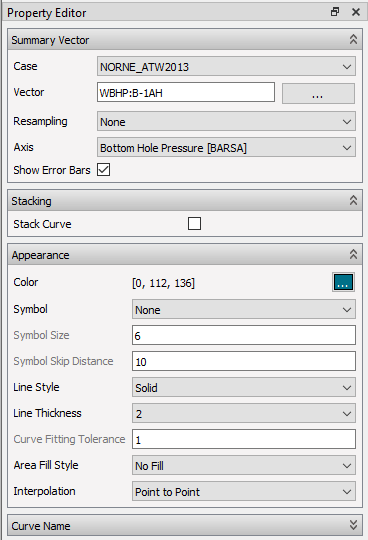 Property Editor
Summary Vector
Case NORNE_ATW2013
Vector WBHP:B-1AH ...
Resampling None
Axis Bottom Hole Pressure [BARSA]
Show Error Bars
Stacking
Stack Curve
Appearance
Color [0, 112, 136] ...
Symbol None
Symbol Size 6
Symbol Skip Distance 10
Line Style Solid
Line Thickness 2
Curve Fitting Tolerance 1
Area Fill Style No Fill
Interpolation Point to Point
Curve Name